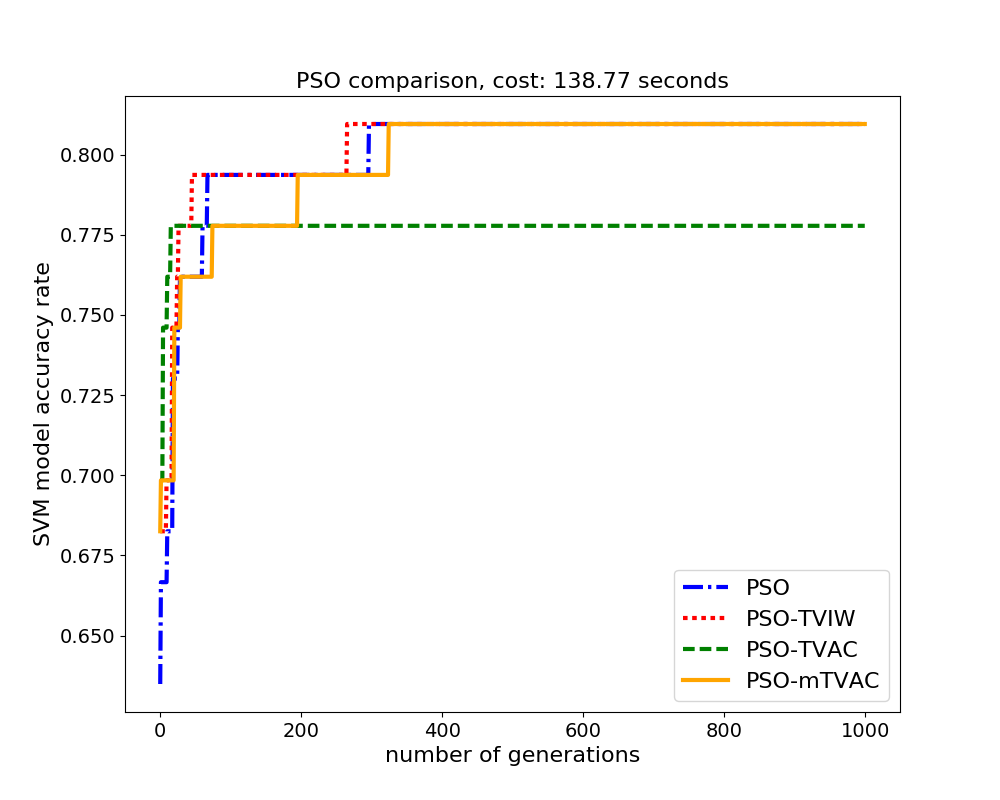 PSO comparison, cost: 138.77 seconds
SVM model accuracy rate
0.800
0.775
0.750
0.725
0.700
0.675
0.650
0 200 400 600 800 1000
number of generations
PSO
PSO-TVIW
PSO-TVAC
PSO-mTVAC